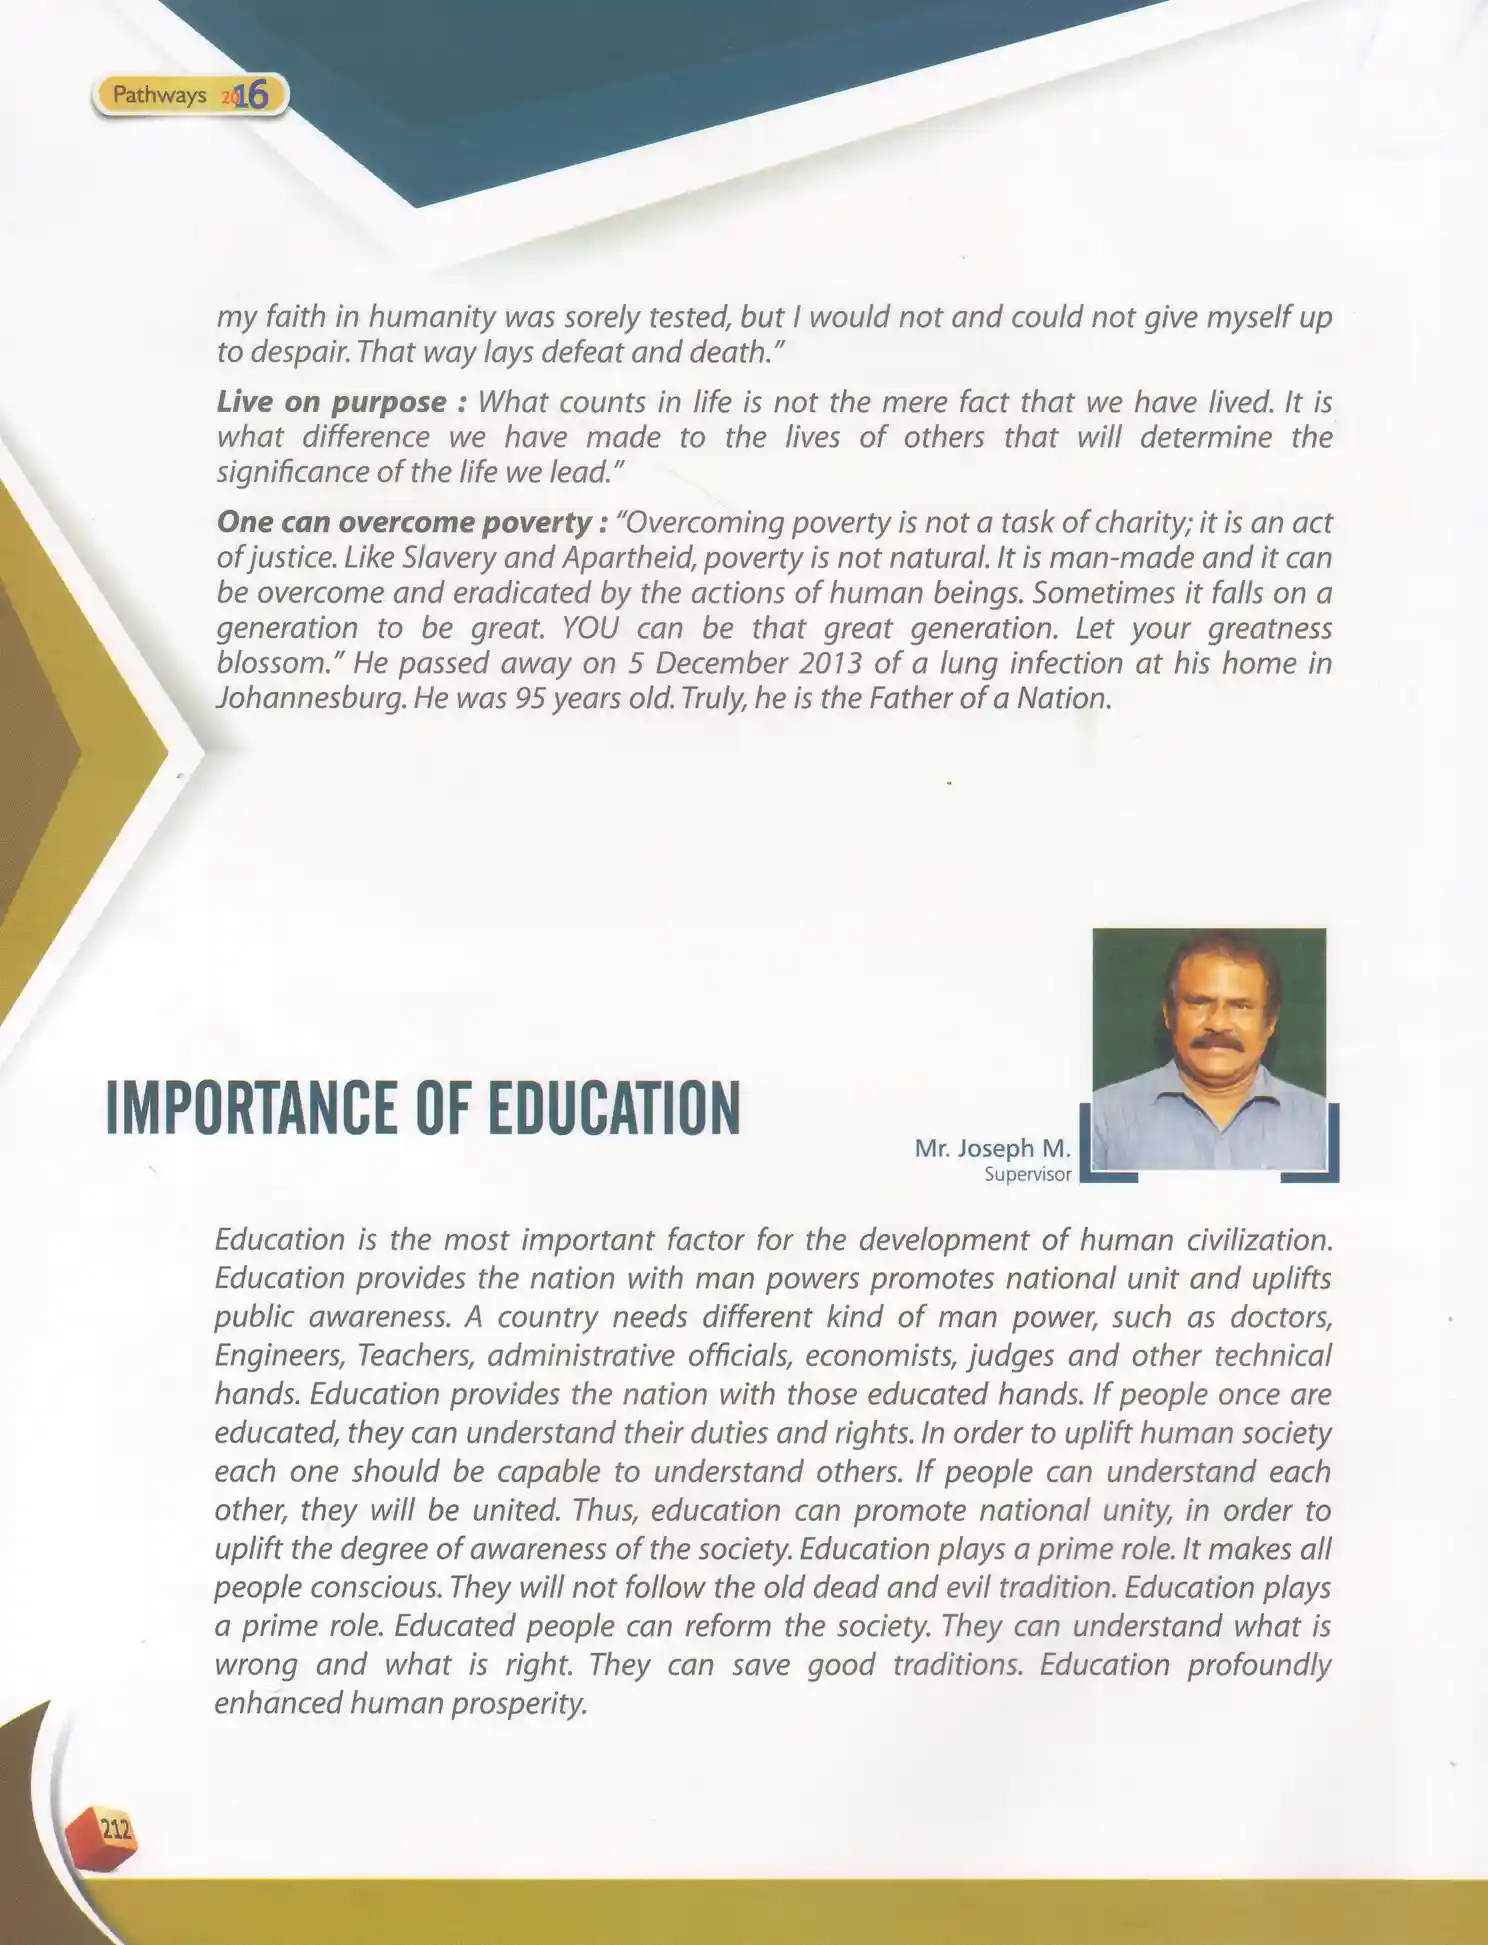 Pathways 2016
my faith in humanity was sorely tested, but I would not and could not give myself up
to despair. That way lays defeat and death."
Live on purpose : What counts in life is not the mere fact that we have lived. It is
what difference we have made to the lives of others that will determine the
significance of the life we lead."
One can overcome poverty : "Overcoming poverty is not a task of charity; it is an act
of justice. Like Slavery and Apartheid, poverty is not natural. It is man-made and it can
be overcome and eradicated by the actions of human beings. Sometimes it falls on a
generation to be great. YOU can be that great generation. Let your greatness
blossom." He passed away on 5 December 2013 of a lung infection at his home in
Johannesburg. He was 95 years old. Truly, he is the Father of a Nation.
IMPORTANCE OF EDUCATION
Mr. Joseph M.
Supervisor
Education is the most important factor for the development of human civilization.
Education provides the nation with man powers promotes national unit and uplifts
public awareness. A country needs different kind of man power, such as doctors,
Engineers, Teachers, administrative officials, economists, judges and other technical
hands. Education provides the nation with those educated hands. If people once are
educated, they can understand their duties and rights. In order to uplift human society
each one should be capable to understand others. If people can understand each
other, they will be united. Thus, education can promote national unity, in order to
uplift the degree of awareness of the society. Education plays a prime role. It makes all
people conscious. They will not follow the old dead and evil tradition. Education plays
a prime role. Educated people can reform the society. They can understand what is
wrong and what is right. They can save good traditions. Education profoundly
enhanced human prosperity.
212